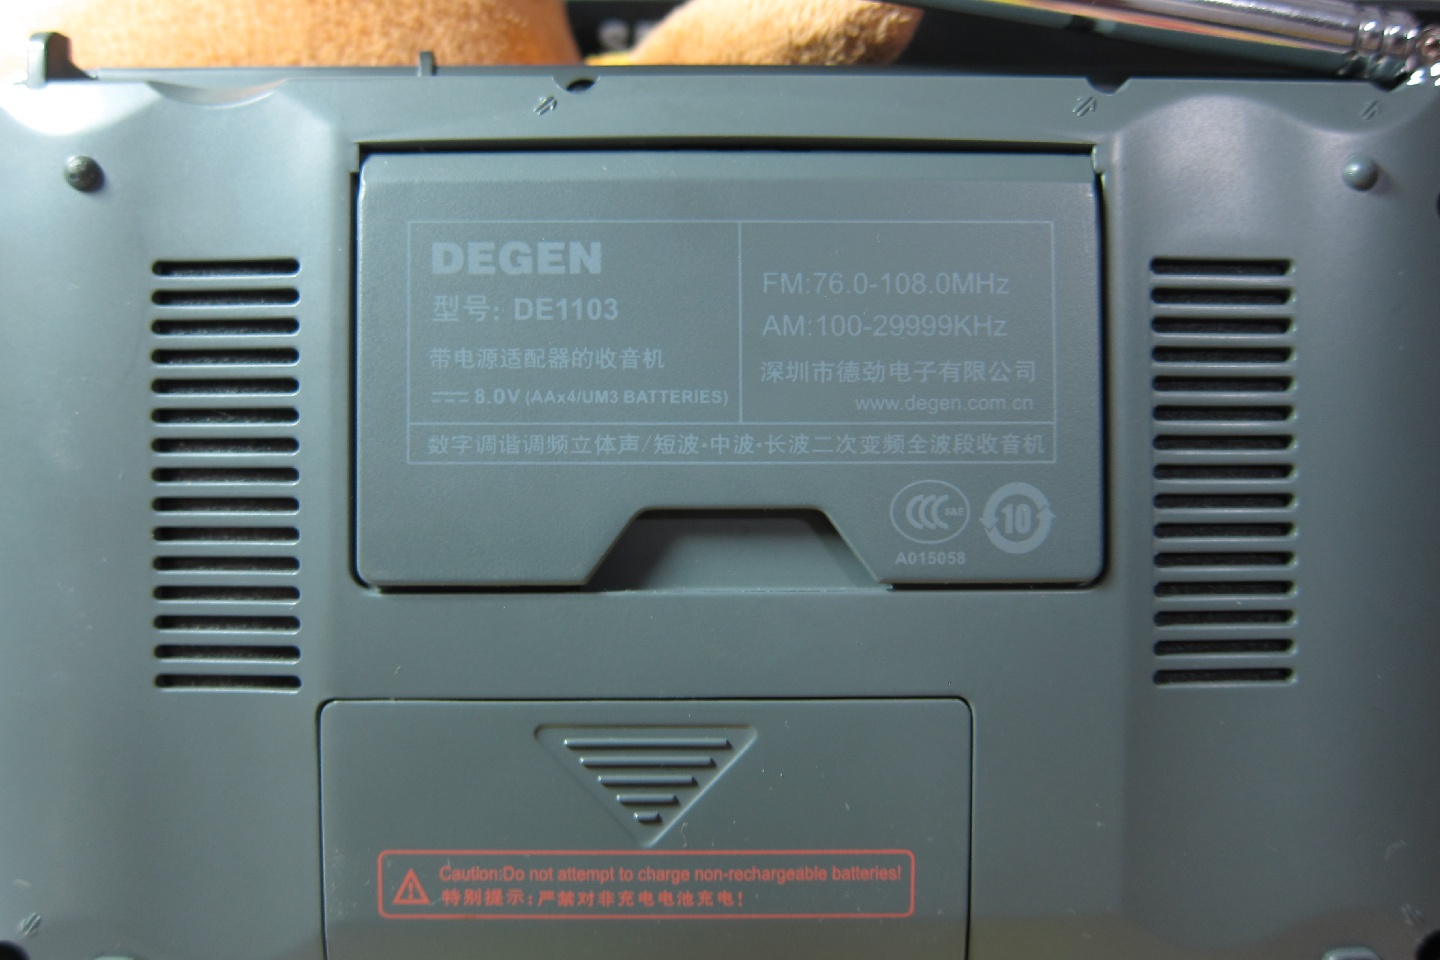 DEGEN
型号: DE1103
带电源适配器的收音机
8.0V (AAx4/UM3 BATTERIES)
FM:76.0-108.0MHz
AM:100-29999KHz
深圳市德劲电子有限公司
www.degen.com.cn
数字调谐调频立体声/短波·中波·长波二次变频全波段收音机
CCC S&E
10
A015058
Caution:Do not attempt to charge non-rechargeable batteries!
特别提示:严禁对非充电电池充电!